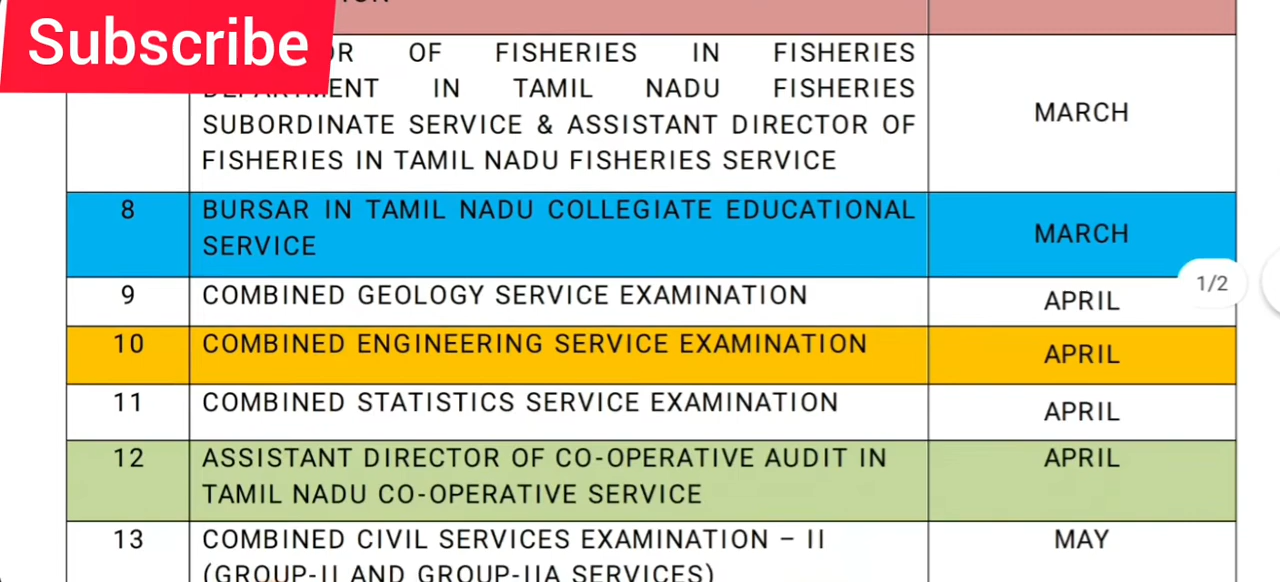 Subscribe
OF FISHERIES IN FISHERIES
IN TAMIL NADU FISHERIES
SUBORDINATE SERVICE & ASSISTANT DIRECTOR OF
FISHERIES IN TAMIL NADU FISHERIES SERVICE
MARCH
8
BURSAR IN TAMIL NADU COLLEGIATE EDUCATIONAL
SERVICE
MARCH
1/2
9
COMBINED GEOLOGY SERVICE EXAMINATION
APRIL
10
COMBINED ENGINEERING SERVICE EXAMINATION
APRIL
11
COMBINED STATISTICS SERVICE EXAMINATION
APRIL
12
ASSISTANT DIRECTOR OF CO-OPERATIVE AUDIT IN
TAMIL NADU CO-OPERATIVE SERVICE
APRIL
13
COMBINED CIVIL SERVICES EXAMINATION – II
(GROUP-II AND GROUP-IIA SERVICES)
MAY